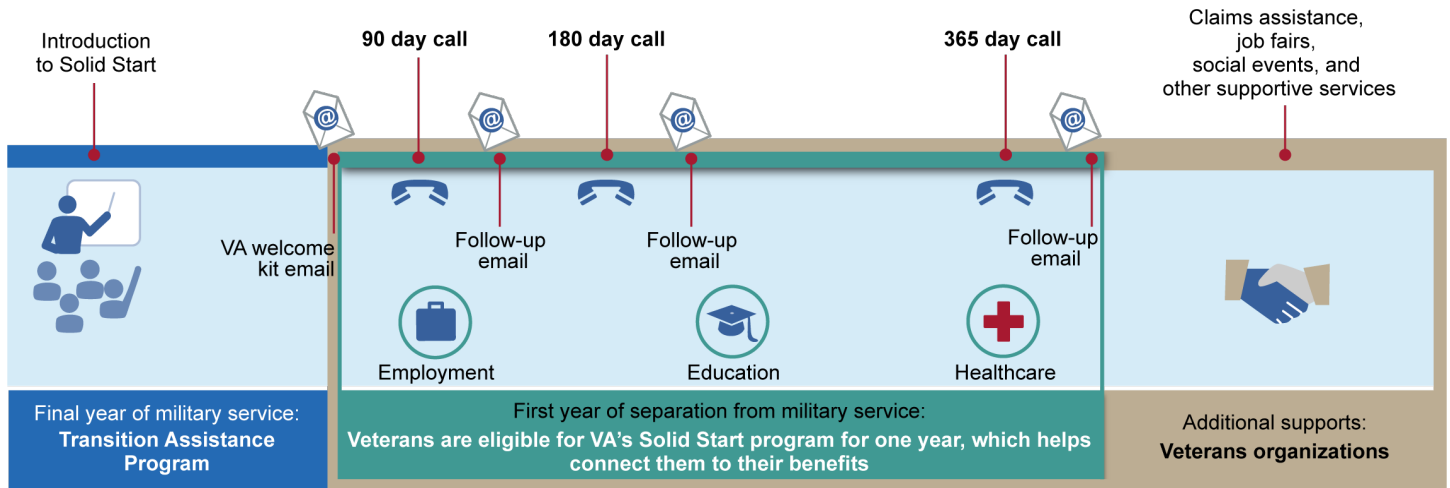 Introduction
to Solid Start
90 day call
180 day call
365 day call
Claims assistance,
job fairs,
social events, and
other supportive services
@
@
@
@
VA welcome
kit email
Follow-up
email
Follow-up
email
Follow-up
email
Employment
Education
Healthcare
Final year of military service:
Transition Assistance
Program
First year of separation from military service:
Veterans are eligible for VA's Solid Start program for one year, which helps
connect them to their benefits
Additional supports:
Veterans organizations